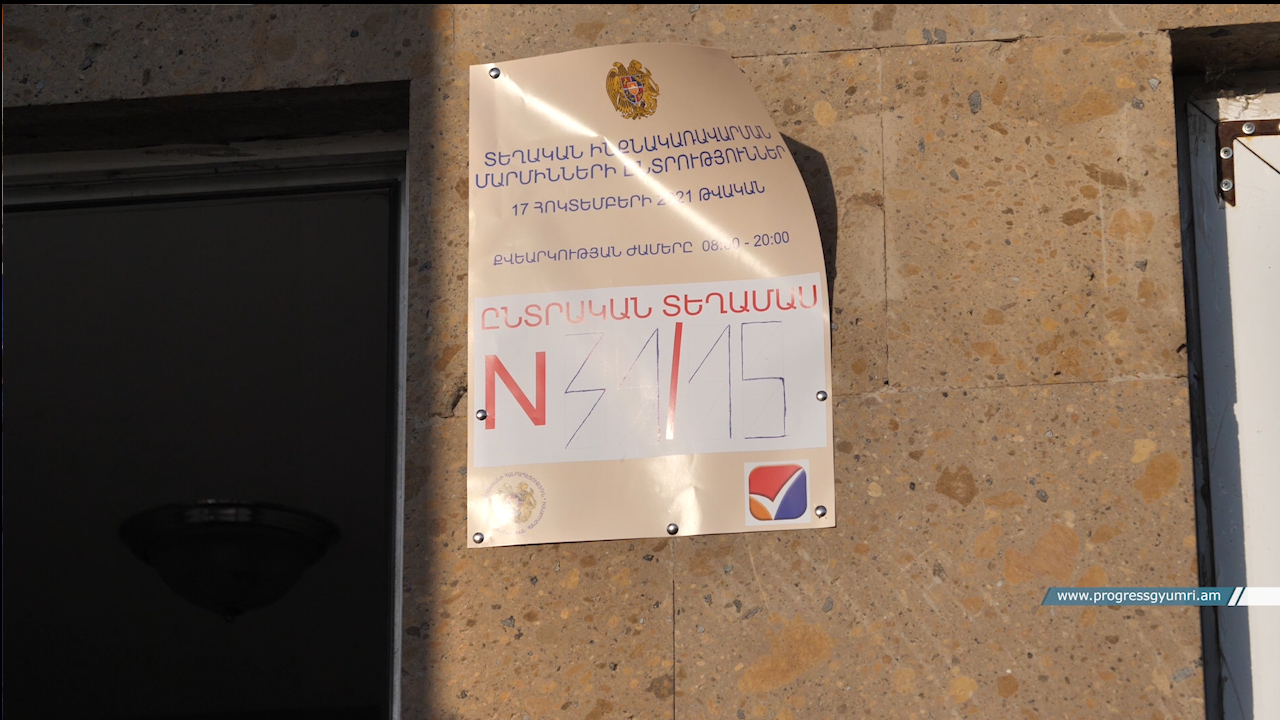 ՏԵՂԱԿԱՆ ԻՆՔՆԱԿԱՌԱՎԱՐՄԱՆ
ՄԱՐՄԻՆՆԵՐԻ ԸՆՏՐՈՒԹՅՈՒՆՆԵՐ
17 ՀՈԿՏԵՄԲԵՐԻ 2021 ԹՎԱԿԱՆ
ՔՎԵԱՐԿՈՒԹՅԱՆ ԺԱՄԵՐԸ 08:00 - 20:00
ԸՆՏՐԱԿԱՆ ՏԵՂԱՄԱՍ
N 31/15
www.progressgyumri.am